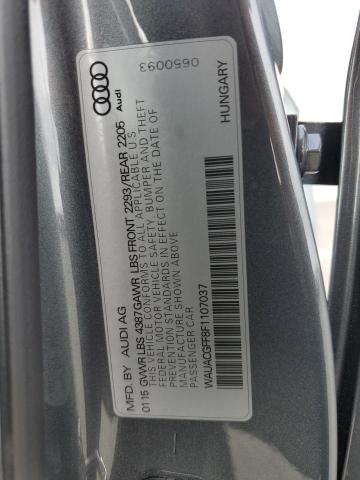 MFD. BY AUDI AG
0115 GVWR LBS 4387 GAWR LBS FRONT 2293/REAR 2205
THIS VEHICLE CONFORMS TO ALL APPLICABLE U.S.
FEDERAL MOTOR VEHICLE SAFETY, BUMPER AND THEFT
PREVENTION STANDARDS IN EFFECT ON THE DATE OF
MANUFACTURE SHOWN ABOVE
PASSENGER CAR
WAUACGFF8F1107037
HUNGARY
Audi
0650093